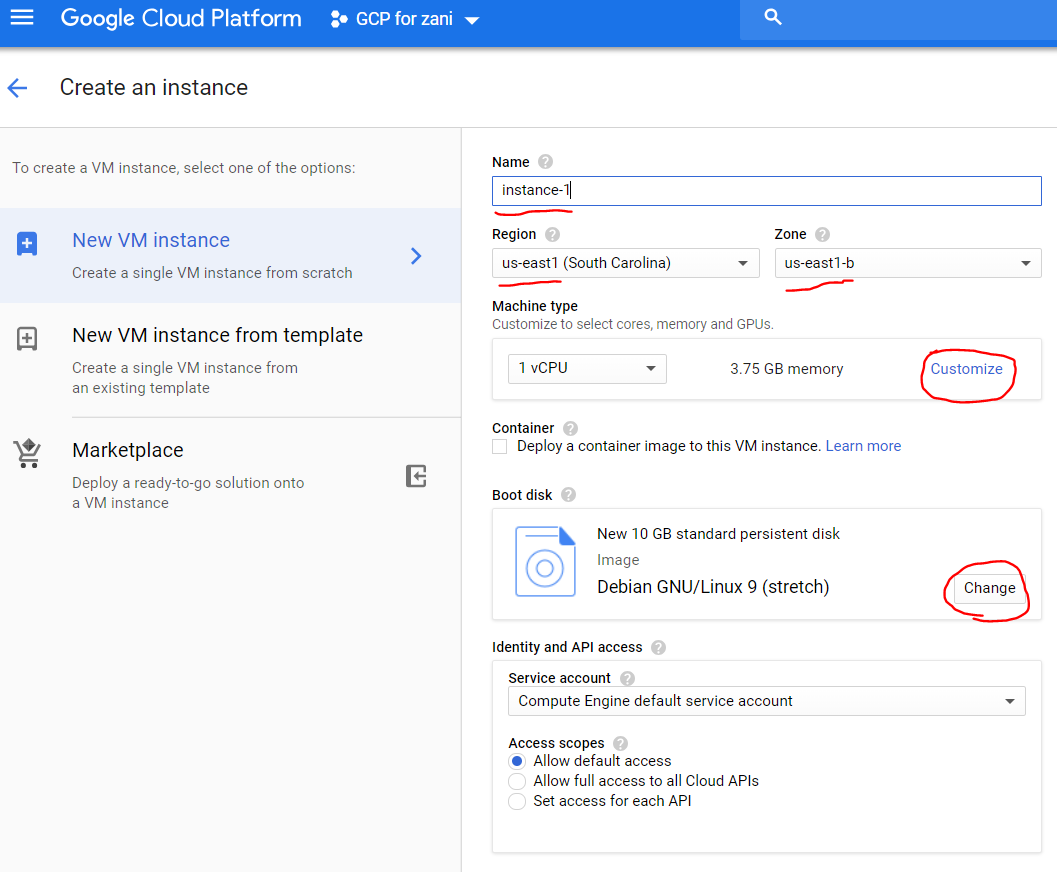 Google Cloud Platform GCP for zani
Create an instance
To create a VM instance, select one of the options:
New VM instance
Create a single VM instance from scratch
New VM instance from template
Create a single VM instance from
an existing template
Marketplace
Deploy a ready-to-go solution onto
a VM instance
Name ?
instance-1
Region ? Zone ?
us-east1 (South Carolina) us-east1-b
Machine type
Customize to select cores, memory and GPUs.
1 vCPU 3.75 GB memory Customize
Container ?
Deploy a container image to this VM instance. Learn more
Boot disk ?
New 10 GB standard persistent disk
Image
Debian GNU/Linux 9 (stretch)
Change
Identity and API access ?
Service account ?
Compute Engine default service account
Access scopes ?
Allow default access
Allow full access to all Cloud APIs
Set access for each API